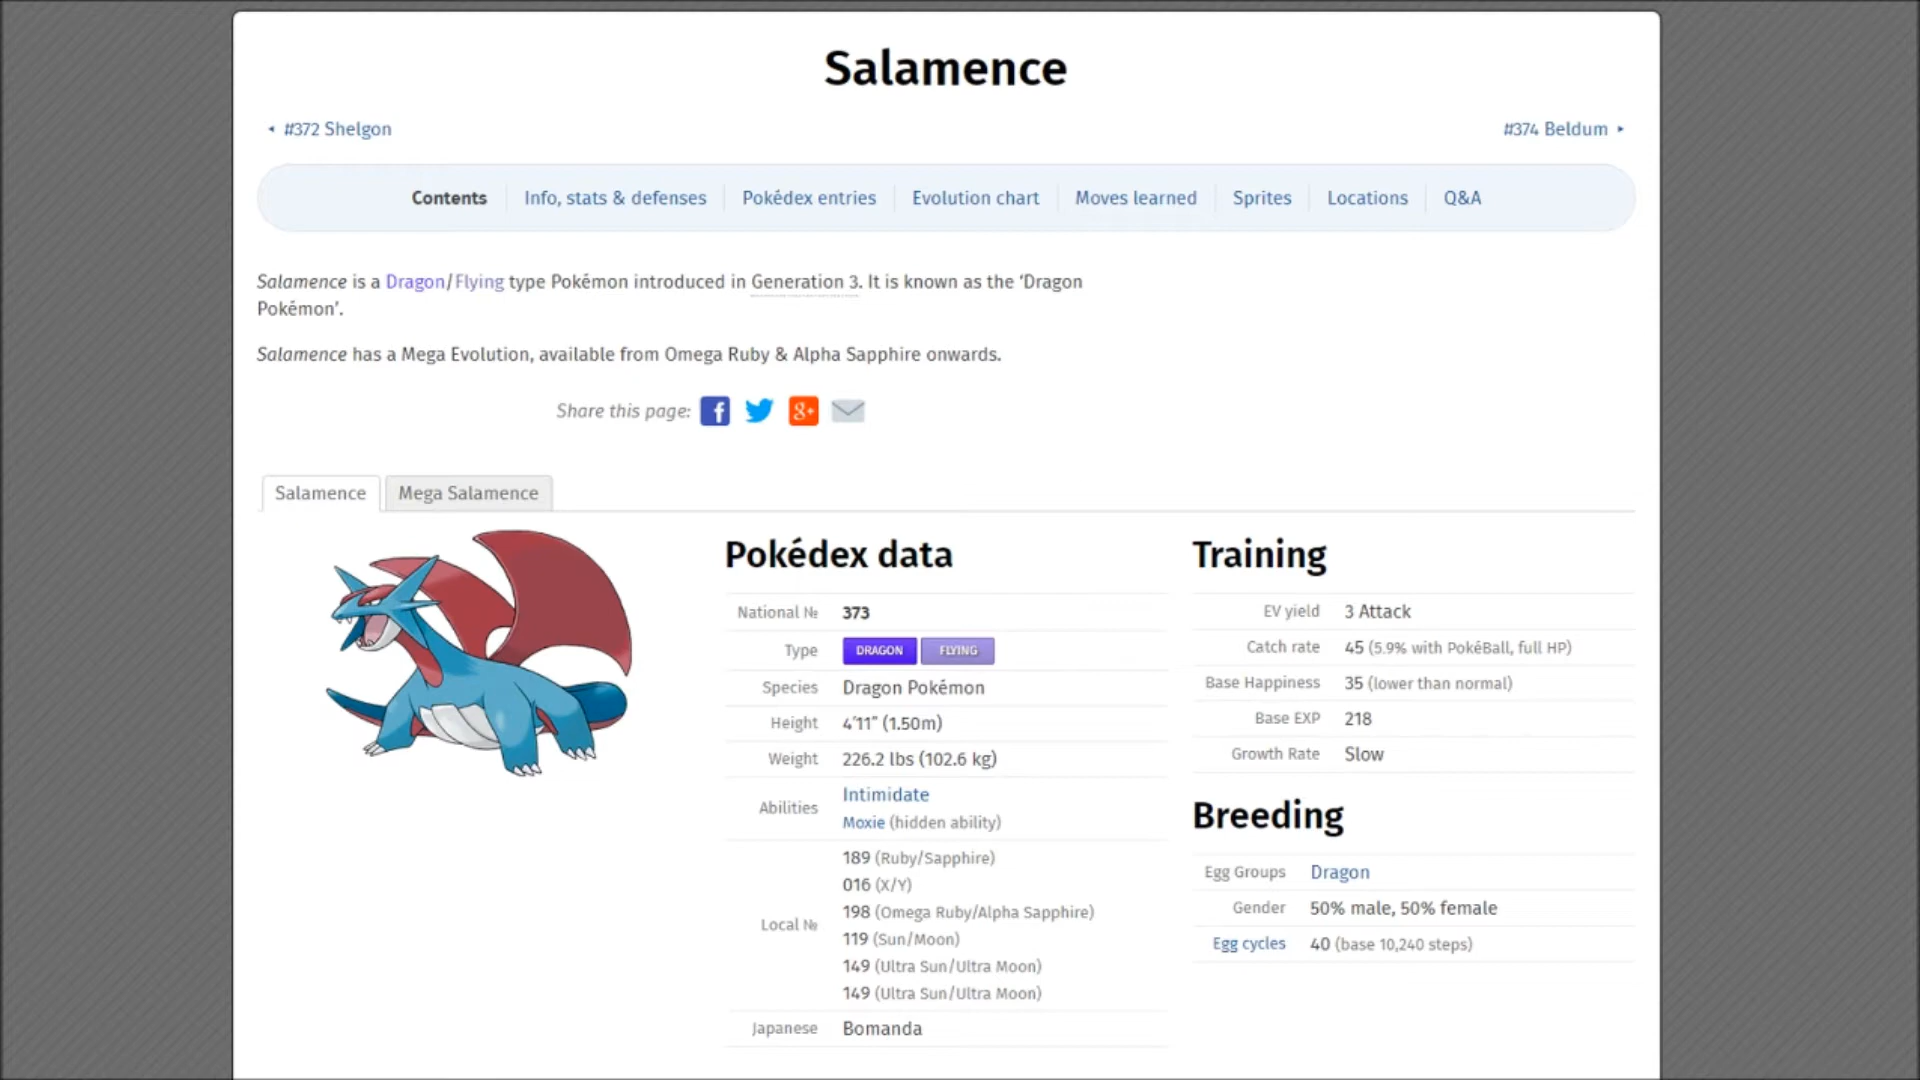 Salamence
#372 Shelgon
#374 Beldum
Contents Info, stats & defenses Pokédex entries Evolution chart Moves learned Sprites Locations Q&A
Salamence is a Dragon/Flying type Pokémon introduced in Generation 3. It is known as the ‘Dragon
Pokémon’.
Salamence has a Mega Evolution, available from Omega Ruby & Alpha Sapphire onwards.
Share this page: f g+
Salamence Mega Salamence
Pokédex data
National № 373
Type DRAGON FLYING
Species Dragon Pokémon
Height 4′11″ (1.50m)
Weight 226.2 lbs (102.6 kg)
Abilities Intimidate
Moxie (hidden ability)
Local № 189 (Ruby/Sapphire)
016 (X/Y)
198 (Omega Ruby/Alpha Sapphire)
119 (Sun/Moon)
149 (Ultra Sun/Ultra Moon)
149 (Ultra Sun/Ultra Moon)
Japanese Bomanda
Training
EV yield 3 Attack
Catch rate 45 (5.9% with PokéBall, full HP)
Base Happiness 35 (lower than normal)
Base EXP 218
Growth Rate Slow
Breeding
Egg Groups Dragon
Gender 50% male, 50% female
Egg cycles 40 (base 10,240 steps)